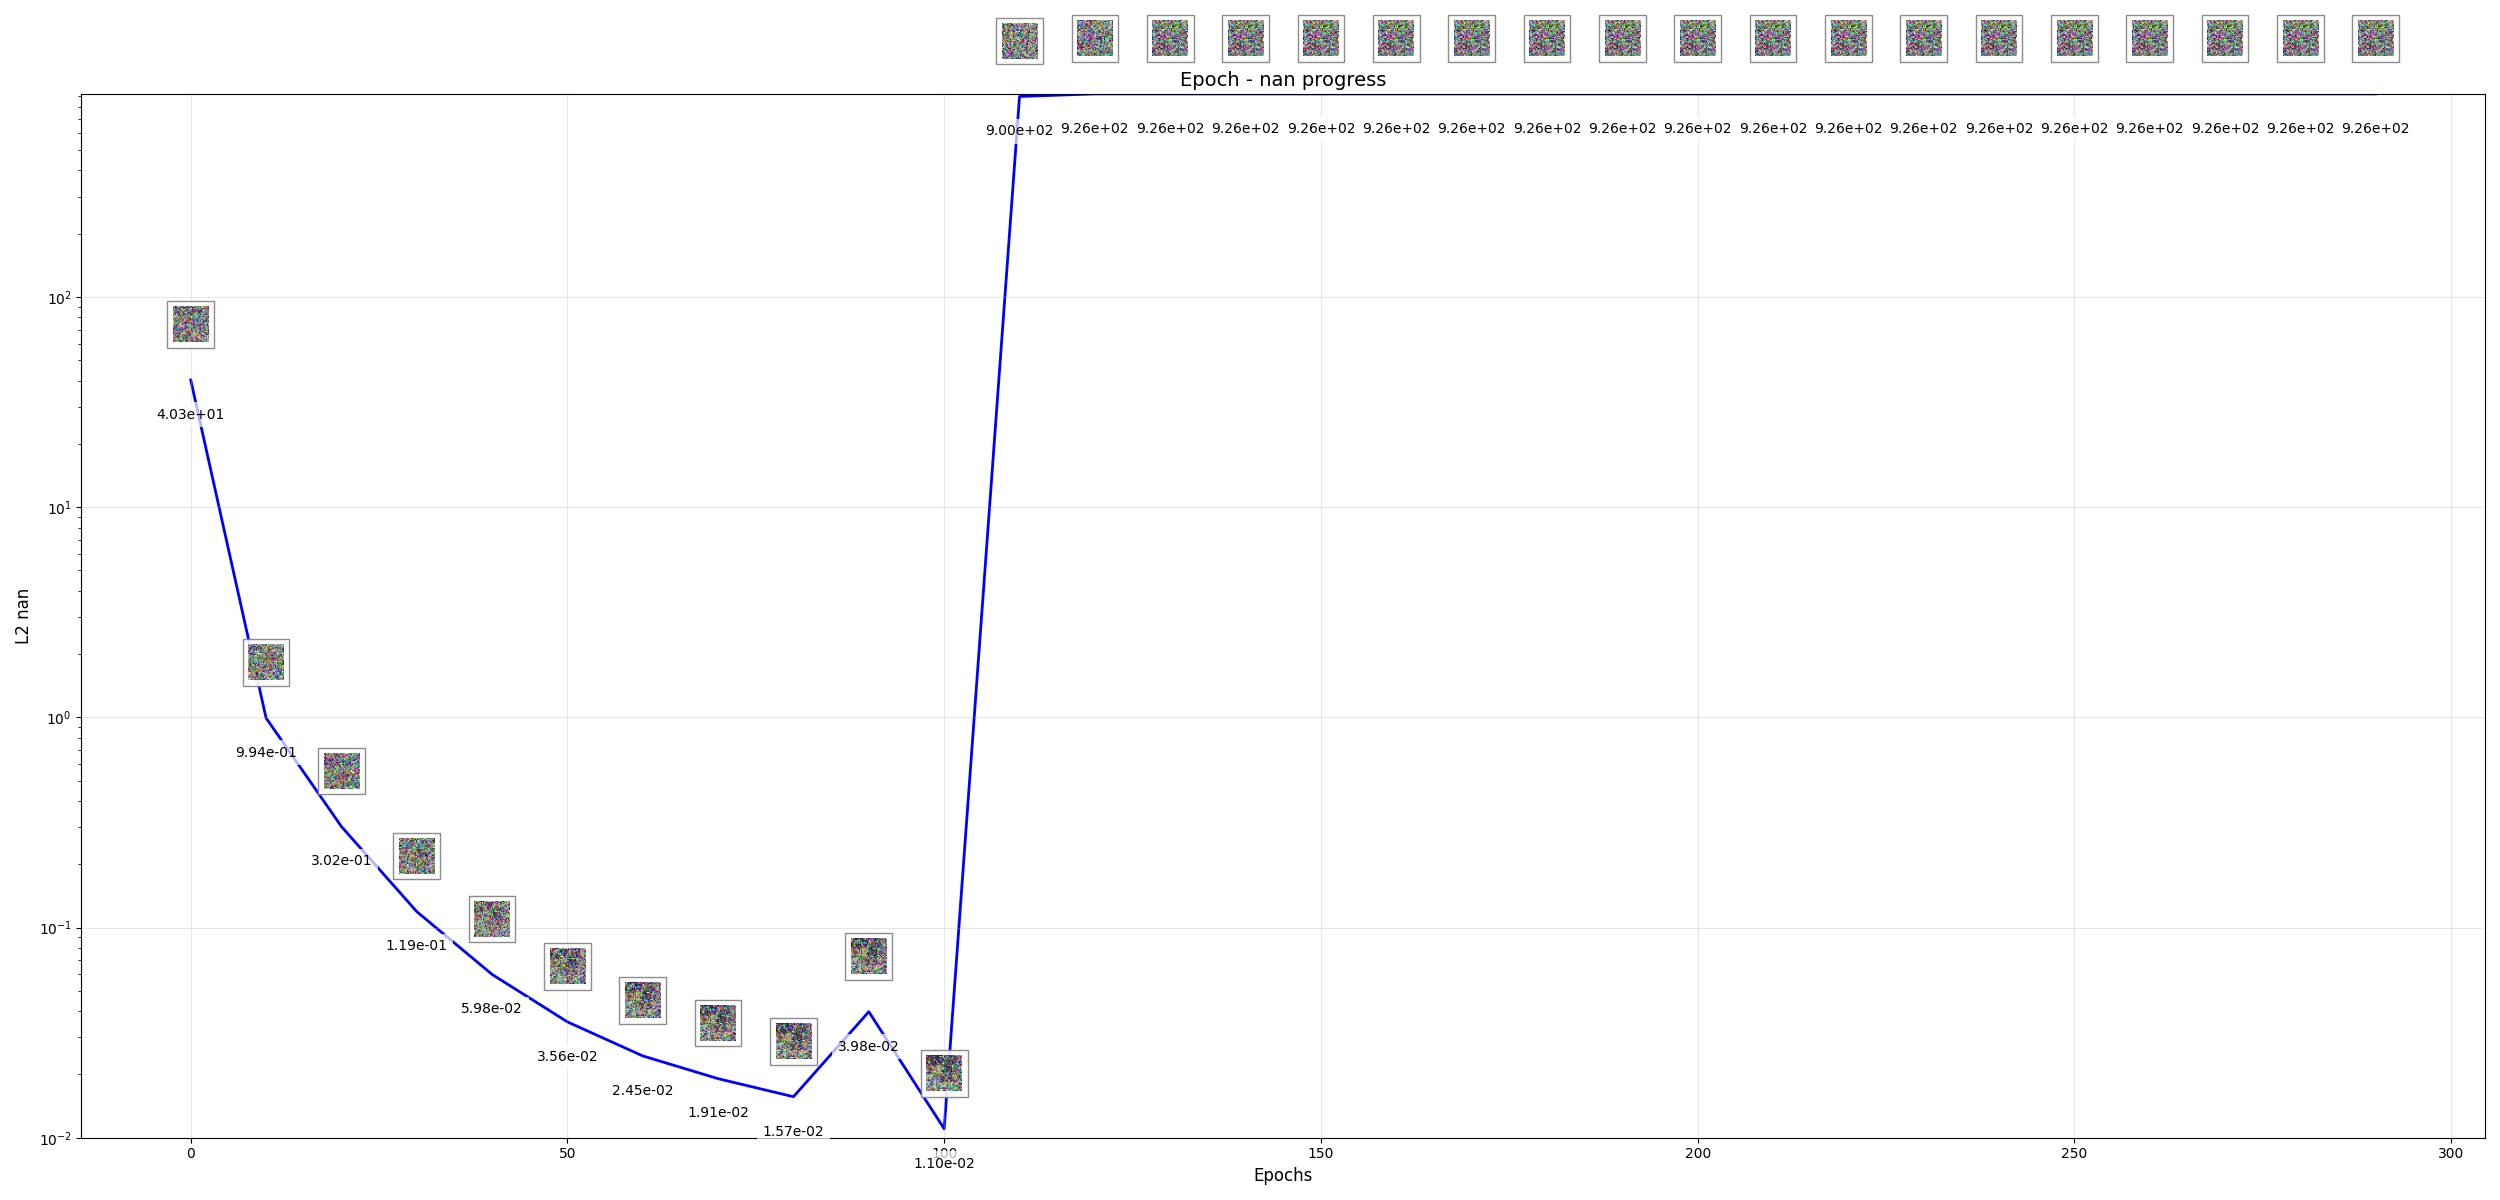 Epoch - nan progress
9.00e+02 9.26e+02 9.26e+02 9.26e+02 9.26e+02 9.26e+02 9.26e+02 9.26e+02 9.26e+02 9.26e+02 9.26e+02 9.26e+02 9.26e+02 9.26e+02 9.26e+02 9.26e+02 9.26e+02 9.26e+02 9.26e+02
10²
4.03e+01
10¹
L2 nan
10⁰
9.94e-01
3.02e-01
10⁻¹
1.19e-01
5.98e-02
3.56e-02
3.98e-02
2.45e-02
1.91e-02
1.57e-02
10⁻²
0 50 100 150 200 250 300
1.10e-02
Epochs